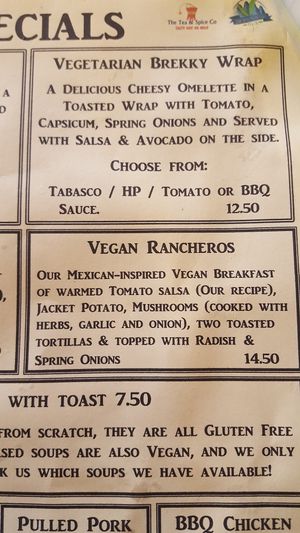 ECIALS
The Tea & Spice Co
TASTY HOT OR MILD
VEGETARIAN BREKKY WRAP
A DELICIOUS CHEESY OMELETTE IN A
TOASTED WRAP WITH TOMATO,
CAPSICUM, SPRING ONIONS AND SERVED
WITH SALSA & AVOCADO ON THE SIDE.
CHOOSE FROM:
TABASCO / HP / TOMATO OR BBQ
SAUCE. 12.50
VEGAN RANCHEROS
OUR MEXICAN-INSPIRED VEGAN BREAKFAST
OF WARMED TOMATO SALSA (OUR RECIPE),
JACKET POTATO, MUSHROOMS (COOKED WITH
HERBS, GARLIC AND ONION), TWO TOASTED
TORTILLAS & TOPPED WITH RADISH &
SPRING ONIONS 14.50
WITH TOAST 7.50
FROM SCRATCH, THEY ARE ALL GLUTEN FREE
ASED SOUPS ARE ALSO VEGAN, AND WE ONLY
K US WHICH SOUPS WE HAVE AVAILABLE!
PULLED PORK
BBQ CHICKEN